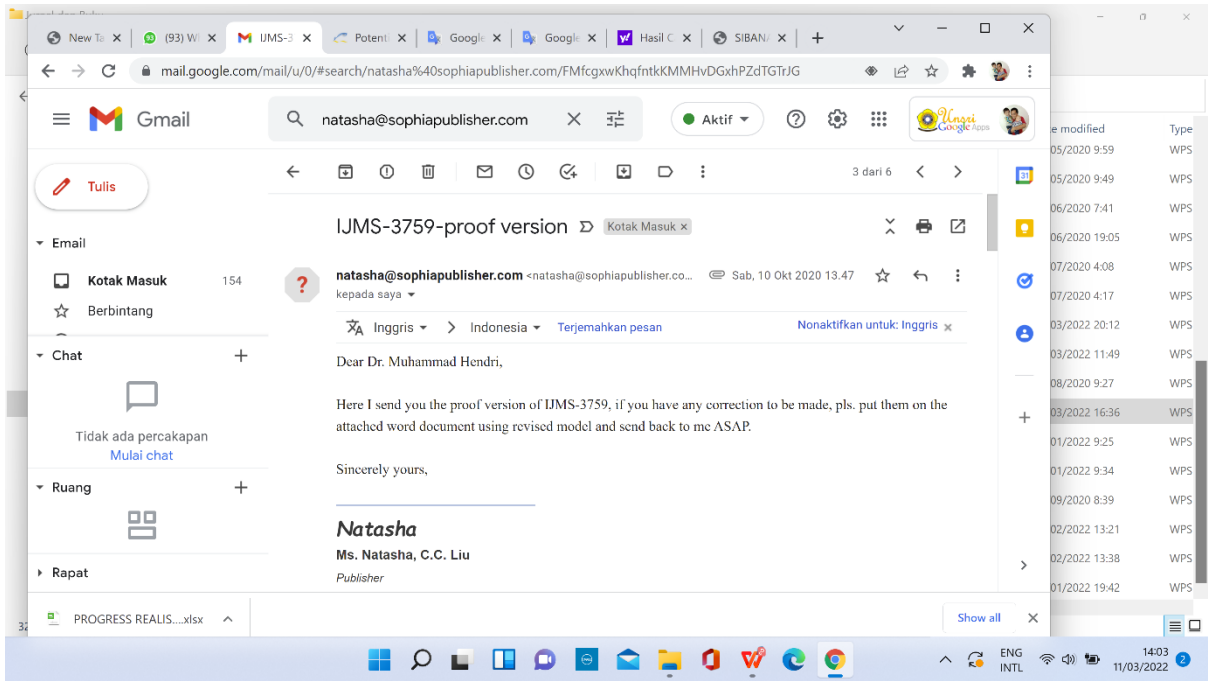 New Ta
(93) W
IJMS-3
Potenti
Google
Google
Hasil C
SIBAN
mail.google.com/mail/u/0/#search/natasha%40sophiapublisher.com/FMfcgxwKhqfntkKMMHvDGxhPZdTGTrJG
Gmail
natasha@sophiapublisher.com
Aktif
Unsri
Google Apps
Tulis
3 dari 6
31
IJMS-3759-proof version
Kotak Masuk ×
Email
Kotak Masuk 154
Berbintang
natasha@sophiapublisher.com <natasha@sophiapublisher.co... Sab, 10 Okt 2020 13.47
kepada saya
Inggris > Indonesia Terjemahkan pesan Nonaktifkan untuk: Inggris ×
Chat
Tidak ada percakapan
Mulai chat
Ruang
Rapat
Dear Dr. Muhammad Hendri,
Here I send you the proof version of IJMS-3759, if you have any correction to be made, pls. put them on the
attached word document using revised model and send back to me ASAP.
Sincerely yours,
Natasha
Ms. Natasha, C.C. Liu
Publisher
e modified Type
05/2020 9:59 WPS
05/2020 9:49 WPS
06/2020 7:41 WPS
06/2020 19:05 WPS
07/2020 4:08 WPS
07/2020 4:17 WPS
03/2022 20:12 WPS
03/2022 11:49 WPS
08/2020 9:27 WPS
03/2022 16:36 WPS
01/2022 9:25 WPS
01/2022 9:34 WPS
09/2020 8:39 WPS
02/2022 13:21 WPS
02/2022 13:38 WPS
01/2022 19:42 WPS
PROGRESS REALIS....xlsx
Show all
32
ENG
INTL
14:03
11/03/2022
2